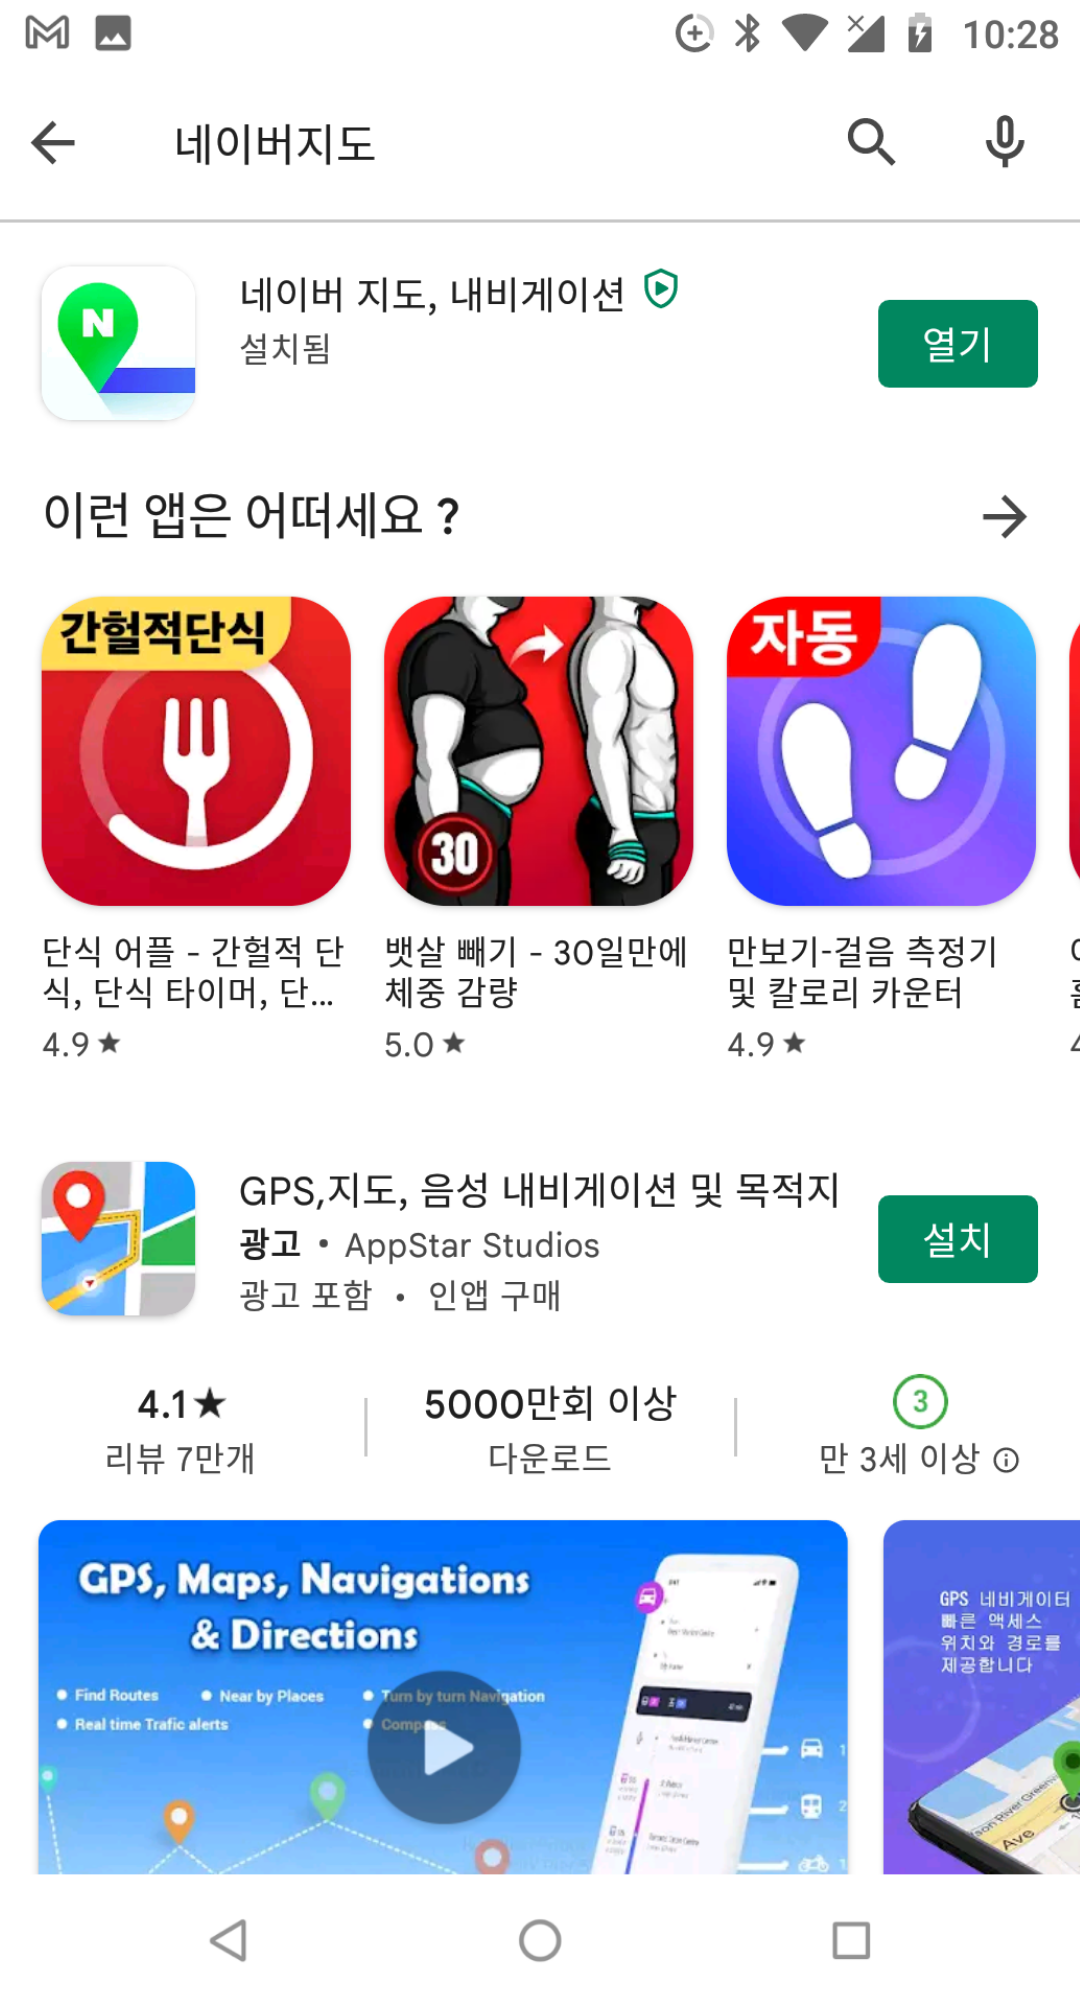 10:28
네이버지도
N
네이버 지도, 내비게이션
설치됨
열기
이런 앱은 어떠세요 ?
간헐적단식
30
자동
단식 어플 - 간헐적 단
식, 단식 타이머, 단...
4.9 ★
뱃살 빼기 - 30일만에
체중 감량
5.0 ★
만보기-걸음 측정기
및 칼로리 카운터
4.9 ★
GPS,지도, 음성 내비게이션 및 목적지
광고 • AppStar Studios
광고 포함 • 인앱 구매
설치
4.1★
리뷰 7만개
5000만회 이상
다운로드
3
만 3세 이상
GPS, Maps, Navigations
& Directions
Find Routes
Near by Places
Turn by turn Navigation
Real time Trafic alerts
Compass
GPS 네비게이터
빠른 액세스
위치와 경로를
제공합니다
Ave